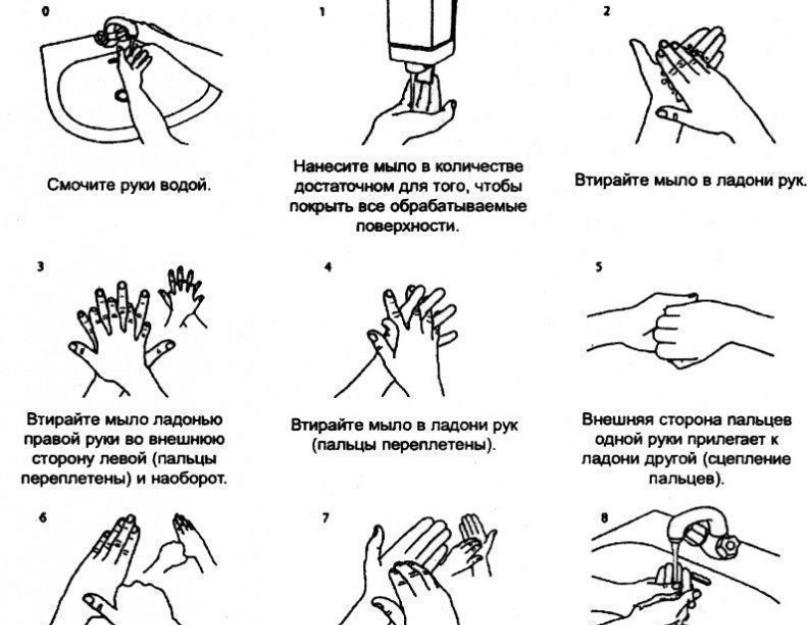 0
1
2
Смочите руки водой.
Нанесите мыло в количестве
достаточном для того, чтобы
покрыть все обрабатываемые
поверхности.
Втирайте мыло в ладони рук.
3
4
5
Втирайте мыло ладонью
правой руки во внешнюю
сторону левой (пальцы
переплетены) и наоборот.
Втирайте мыло в ладони рук
(пальцы переплетены).
Внешняя сторона пальцев
одной руки прилегает к
ладони другой (сцепление
пальцев).
6
7
8